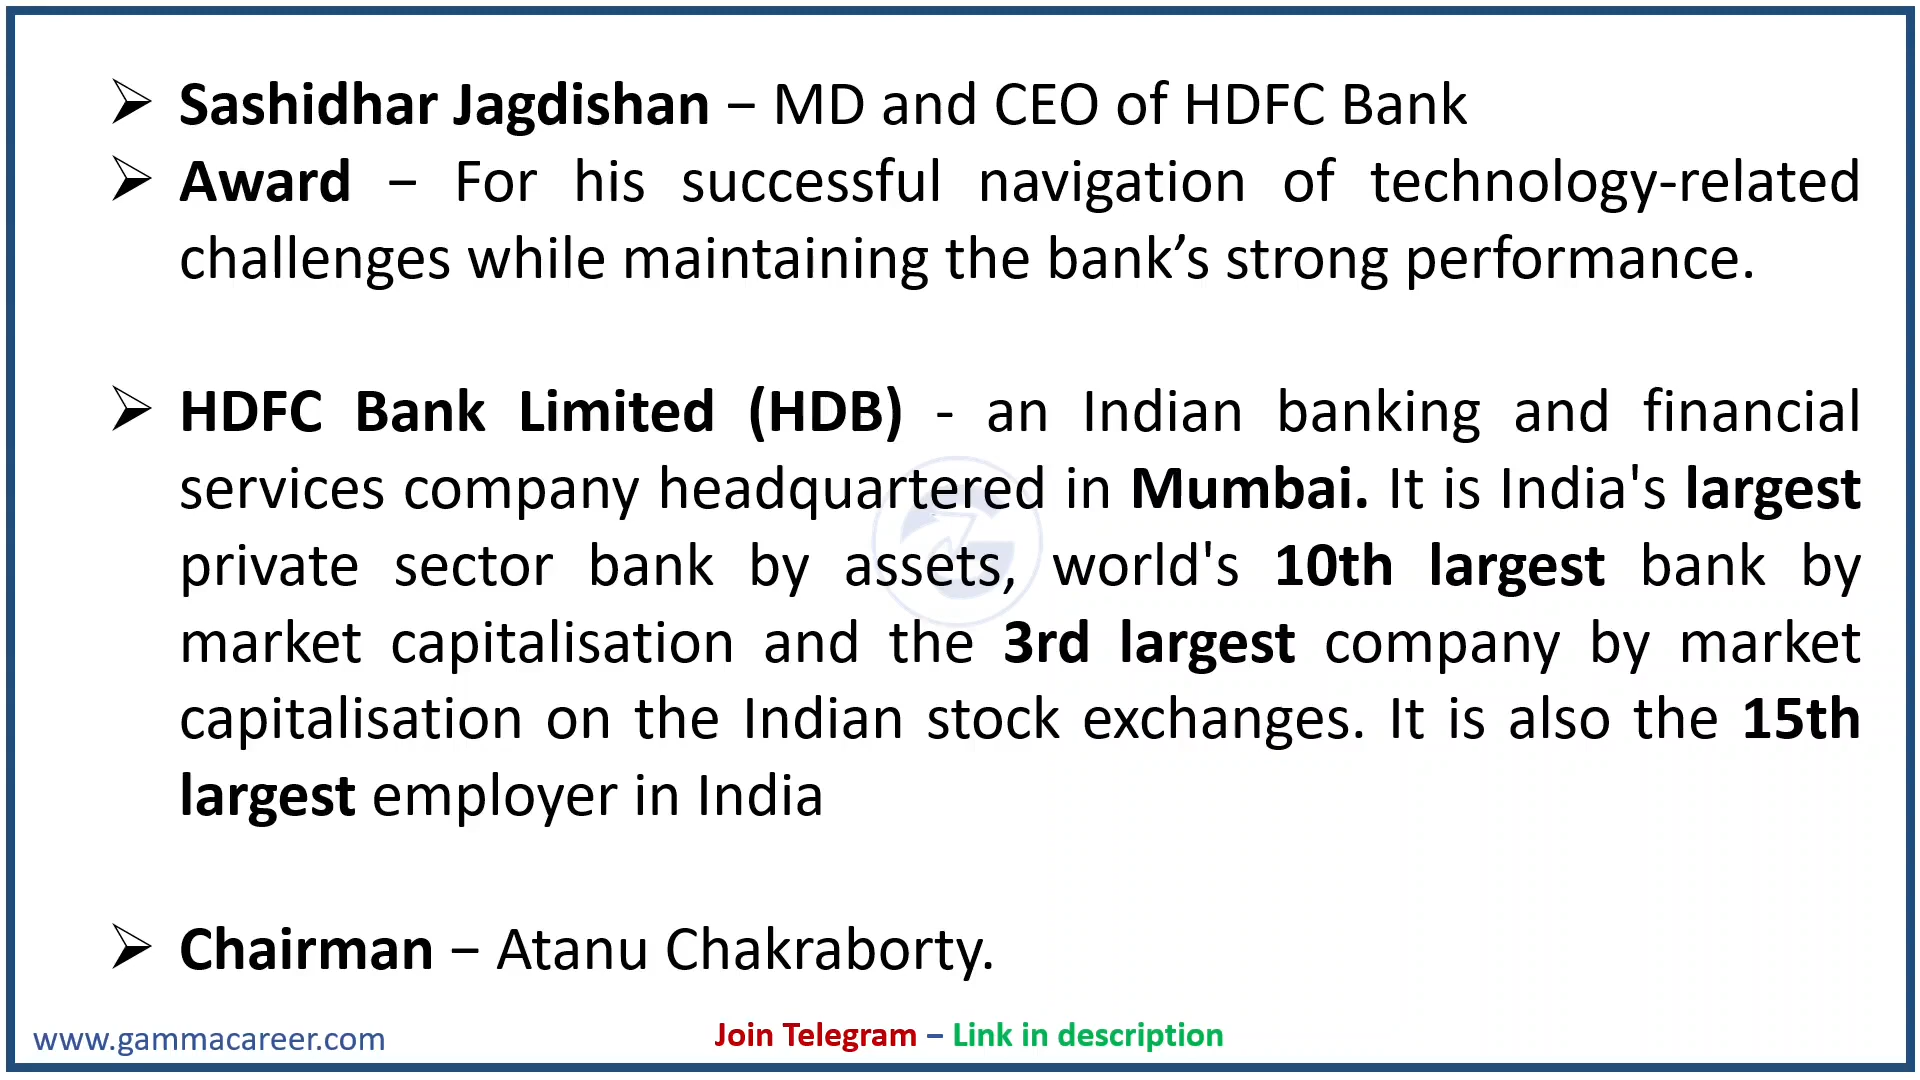 ➢ Sashidhar Jagdishan – MD and CEO of HDFC Bank
➢ Award – For his successful navigation of technology-related
challenges while maintaining the bank’s strong performance.
➢ HDFC Bank Limited (HDB) - an Indian banking and financial
services company headquartered in Mumbai. It is India's largest
private sector bank by assets, world's 10th largest bank by
market capitalisation and the 3rd largest company by market
capitalisation on the Indian stock exchanges. It is also the 15th
largest employer in India
➢ Chairman – Atanu Chakraborty.
www.gammacareer.com
Join Telegram – Link in description